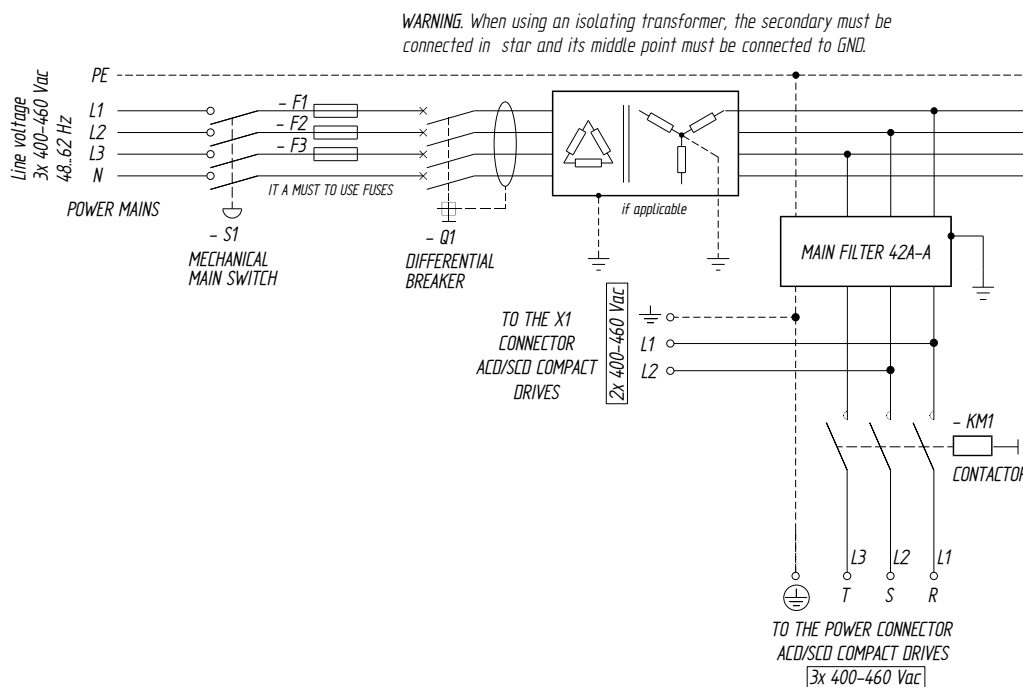 WARNING. When using an isolating transformer, the secondary must be
connected in star and its middle point must be connected to GND.
Line voltage
3x 400-460 Vac
48..62 Hz
PE
L1
L2
L3
N
POWER MAINS
- F1
- F2
- F3
IT A MUST TO USE FUSES
- S1
MECHANICAL
MAIN SWITCH
- Q1
DIFFERENTIAL
BREAKER
if applicable
MAIN FILTER 42A-A
TO THE X1
CONNECTOR
ACD/SCD COMPACT
DRIVES
2x 400-460 Vac
L1
L2
- KM1
CONTACTOR
L3
L2
L1
T
S
R
TO THE POWER CONNECTOR
ACD/SCD COMPACT DRIVES
3x 400-460 Vac